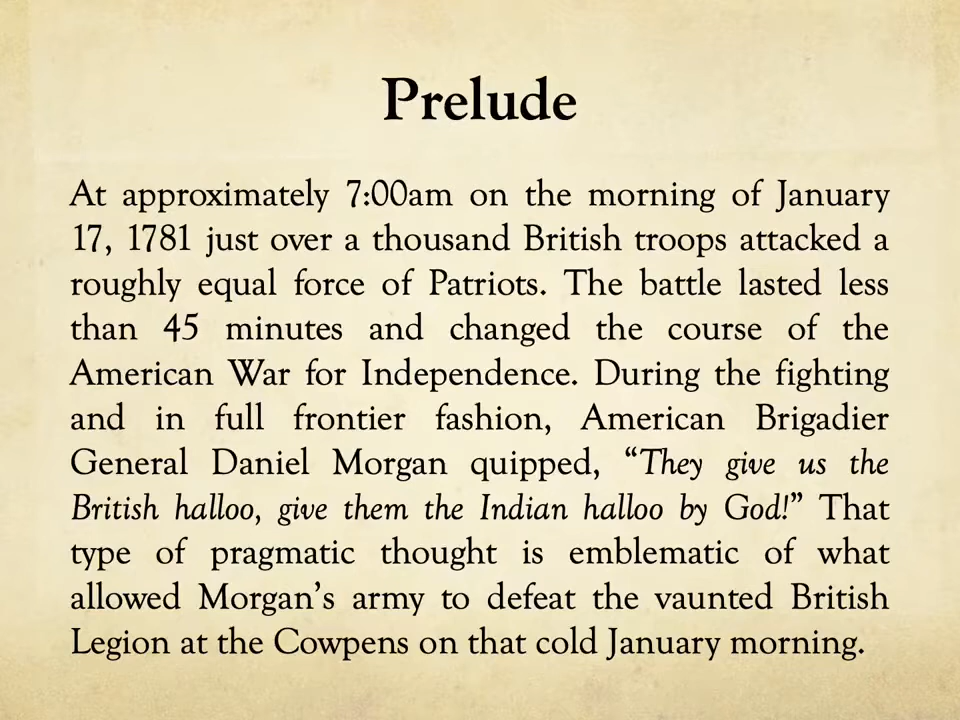 Prelude
At approximately 7:00am on the morning of January
17, 1781 just over a thousand British troops attacked a
roughly equal force of Patriots. The battle lasted less
than 45 minutes and changed the course of the
American War for Independence. During the fighting
and in full frontier fashion, American Brigadier
General Daniel Morgan quipped, “They give us the
British halloo, give them the Indian halloo by God!” That
type of pragmatic thought is emblematic of what
allowed Morgan’s army to defeat the vaunted British
Legion at the Cowpens on that cold January morning.